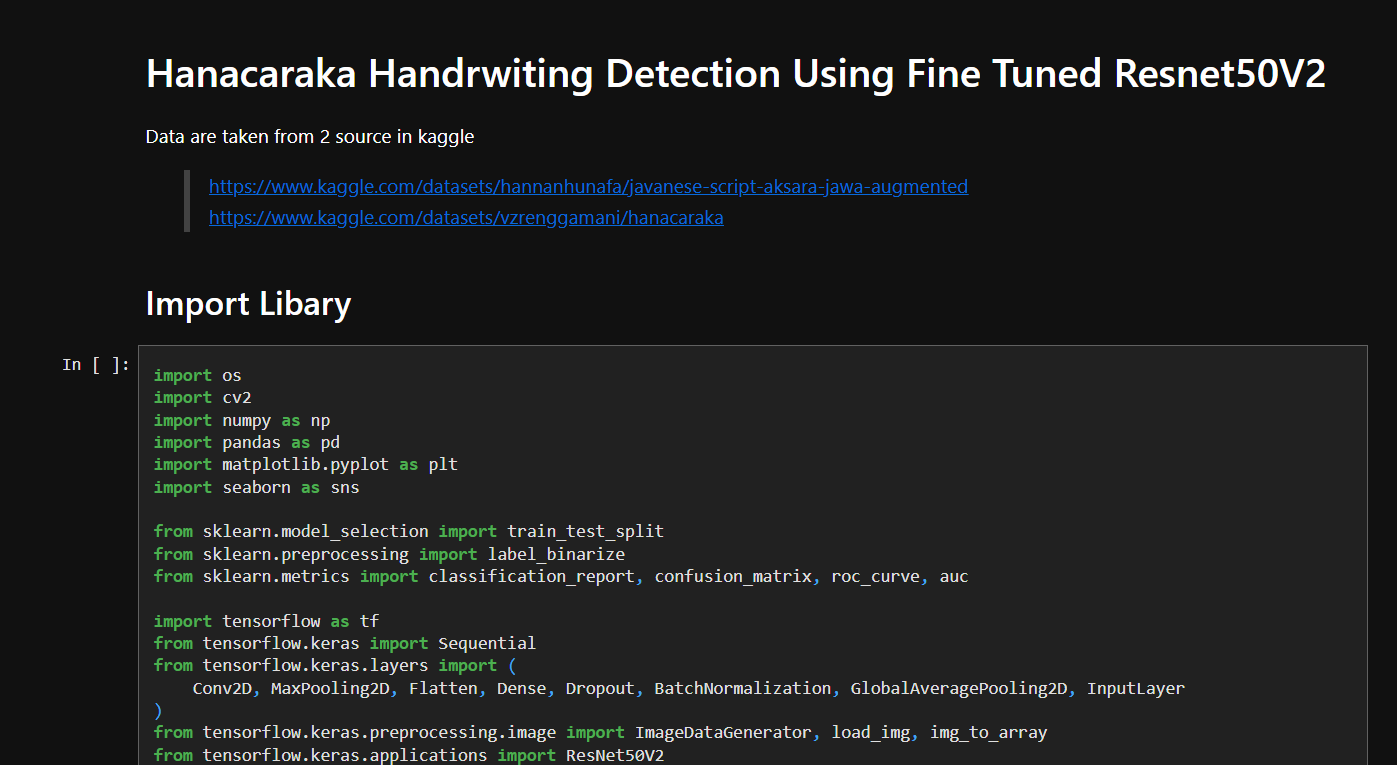 Hanacaraka Handrwiting Detection Using Fine Tuned Resnet50V2
Data are taken from 2 source in kaggle
https://www.kaggle.com/datasets/hannanhunafa/javanese-script-aksara-jawa-augmented
https://www.kaggle.com/datasets/vzrenggamani/hanacaraka
Import Libary
In [ ]:
import os
import cv2
import numpy as np
import pandas as pd
import matplotlib.pyplot as plt
import seaborn as sns
from sklearn.model_selection import train_test_split
from sklearn.preprocessing import label_binarize
from sklearn.metrics import classification_report, confusion_matrix, roc_curve, auc
import tensorflow as tf
from tensorflow.keras import Sequential
from tensorflow.keras.layers import (
    Conv2D, MaxPooling2D, Flatten, Dense, Dropout, BatchNormalization, GlobalAveragePooling2D, InputLayer
)
from tensorflow.keras.preprocessing.image import ImageDataGenerator, load_img, img_to_array
from tensorflow.keras.applications import ResNet50V2